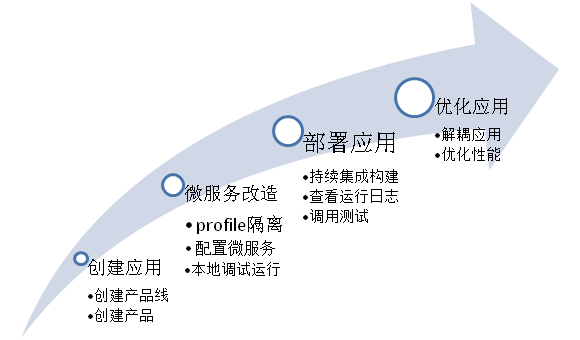 创建应用
•创建产品线
•创建产品
微服务改造
•profile隔离
•配置微服务
•本地调试运行
部署应用
•持续集成构建
•查看运行日志
•调用测试
优化应用
•解耦应用
•优化性能